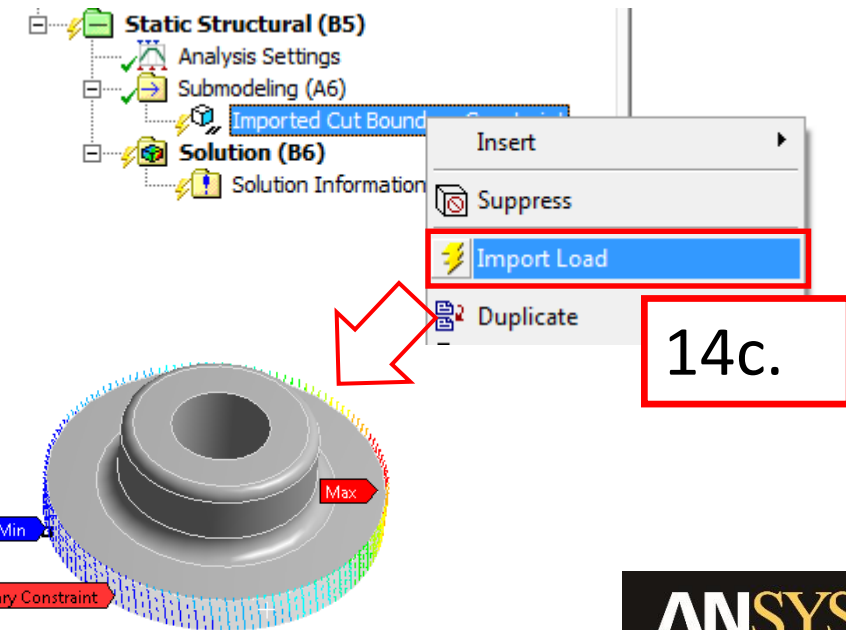 Static Structural (B5)
Analysis Settings
Submodeling (A6)
Imported Cut Bound
Solution (B6)
Solution Information
Insert
Suppress
Import Load
Duplicate
14c.
Max
Min
ary Constraint
ANSYS